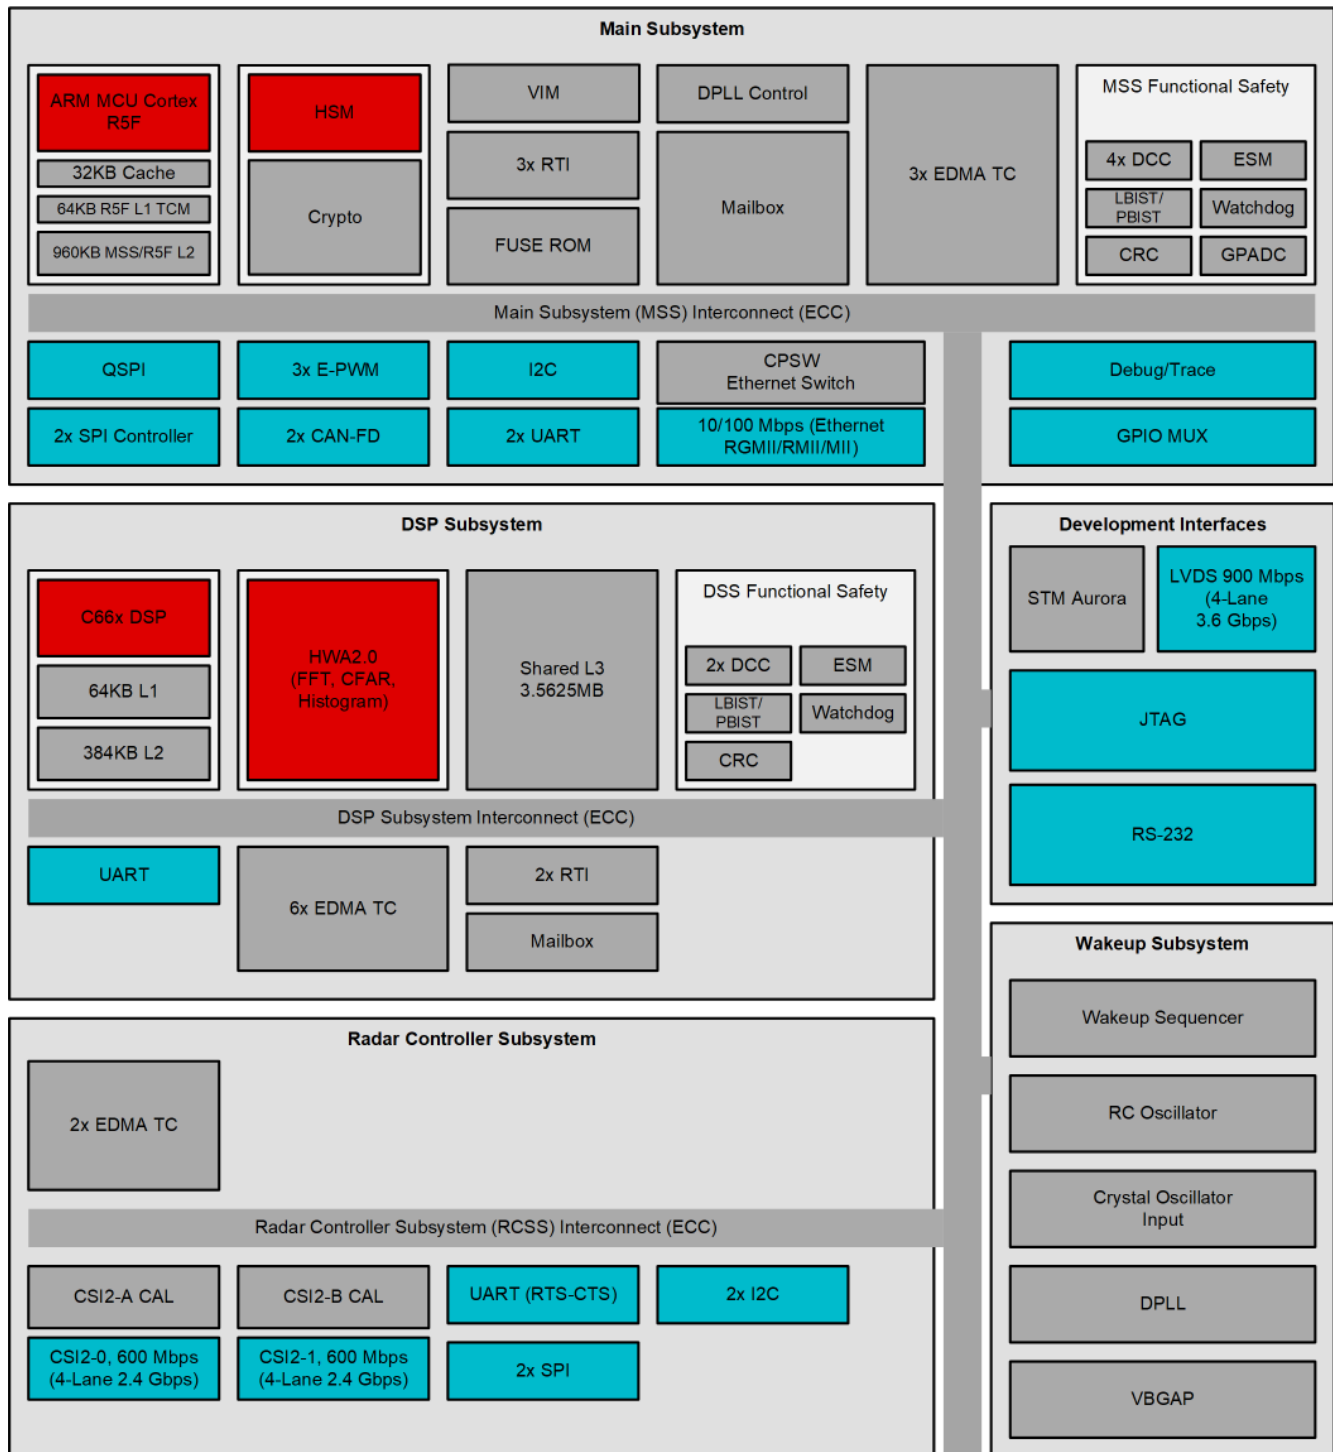 Main Subsystem
ARM MCU Cortex
R5F
32KB Cache
64KB R5F L1 TCM
960KB MSS/R5F L2
HSM
Crypto
VIM
3x RTI
FUSE ROM
DPLL Control
Mailbox
3x EDMA TC
MSS Functional Safety
4x DCC
ESM
LBIST/
PBIST
Watchdog
CRC
GPADC
Main Subsystem (MSS) Interconnect (ECC)
QSPI
3x E-PWM
I2C
CPSW
Ethernet Switch
Debug/Trace
2x SPI Controller
2x CAN-FD
2x UART
10/100 Mbps (Ethernet
RGMII/RMII/MII)
GPIO MUX
DSP Subsystem
C66x DSP
64KB L1
384KB L2
HWA2.0
(FFT, CFAR,
Histogram)
Shared L3
3.5625MB
DSS Functional Safety
2x DCC
ESM
LBIST/
PBIST
Watchdog
CRC
DSP Subsystem Interconnect (ECC)
UART
6x EDMA TC
2x RTI
Mailbox
Development Interfaces
STM Aurora
LVDS 900 Mbps
(4-Lane
3.6 Gbps)
JTAG
RS-232
Radar Controller Subsystem
2x EDMA TC
Radar Controller Subsystem (RCSS) Interconnect (ECC)
CSI2-A CAL
CSI2-B CAL
UART (RTS-CTS)
2x I2C
CSI2-0, 600 Mbps
(4-Lane 2.4 Gbps)
CSI2-1, 600 Mbps
(4-Lane 2.4 Gbps)
2x SPI
Wakeup Subsystem
Wakeup Sequencer
RC Oscillator
Crystal Oscillator
Input
DPLL
VBGAP